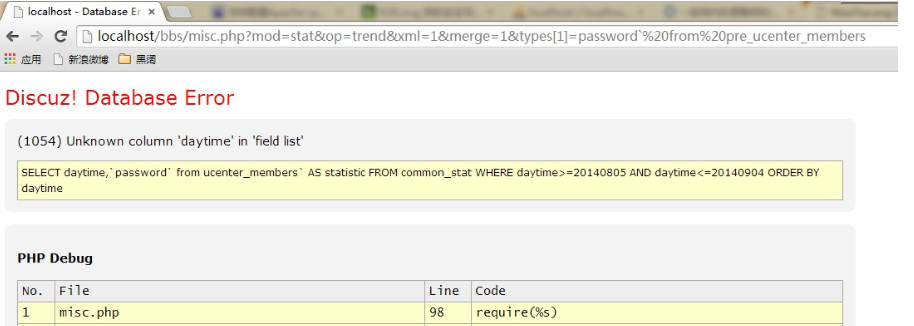 localhost - Database Er
localhost/bbs/misc.php?mod=stat&op=trend&xml=1&merge=1&types[1]=password`%20from%20pre_ucenter_members
应用 新浪微博 黑阔
Discuz! Database Error
(1054) Unknown column 'daytime' in 'field list'
SELECT daytime,`password` from ucenter_members` AS statistic FROM common_stat WHERE daytime>=20140805 AND daytime<=20140904 ORDER BY
daytime
PHP Debug
No. File Line Code
1 misc.php 98 require(%s)